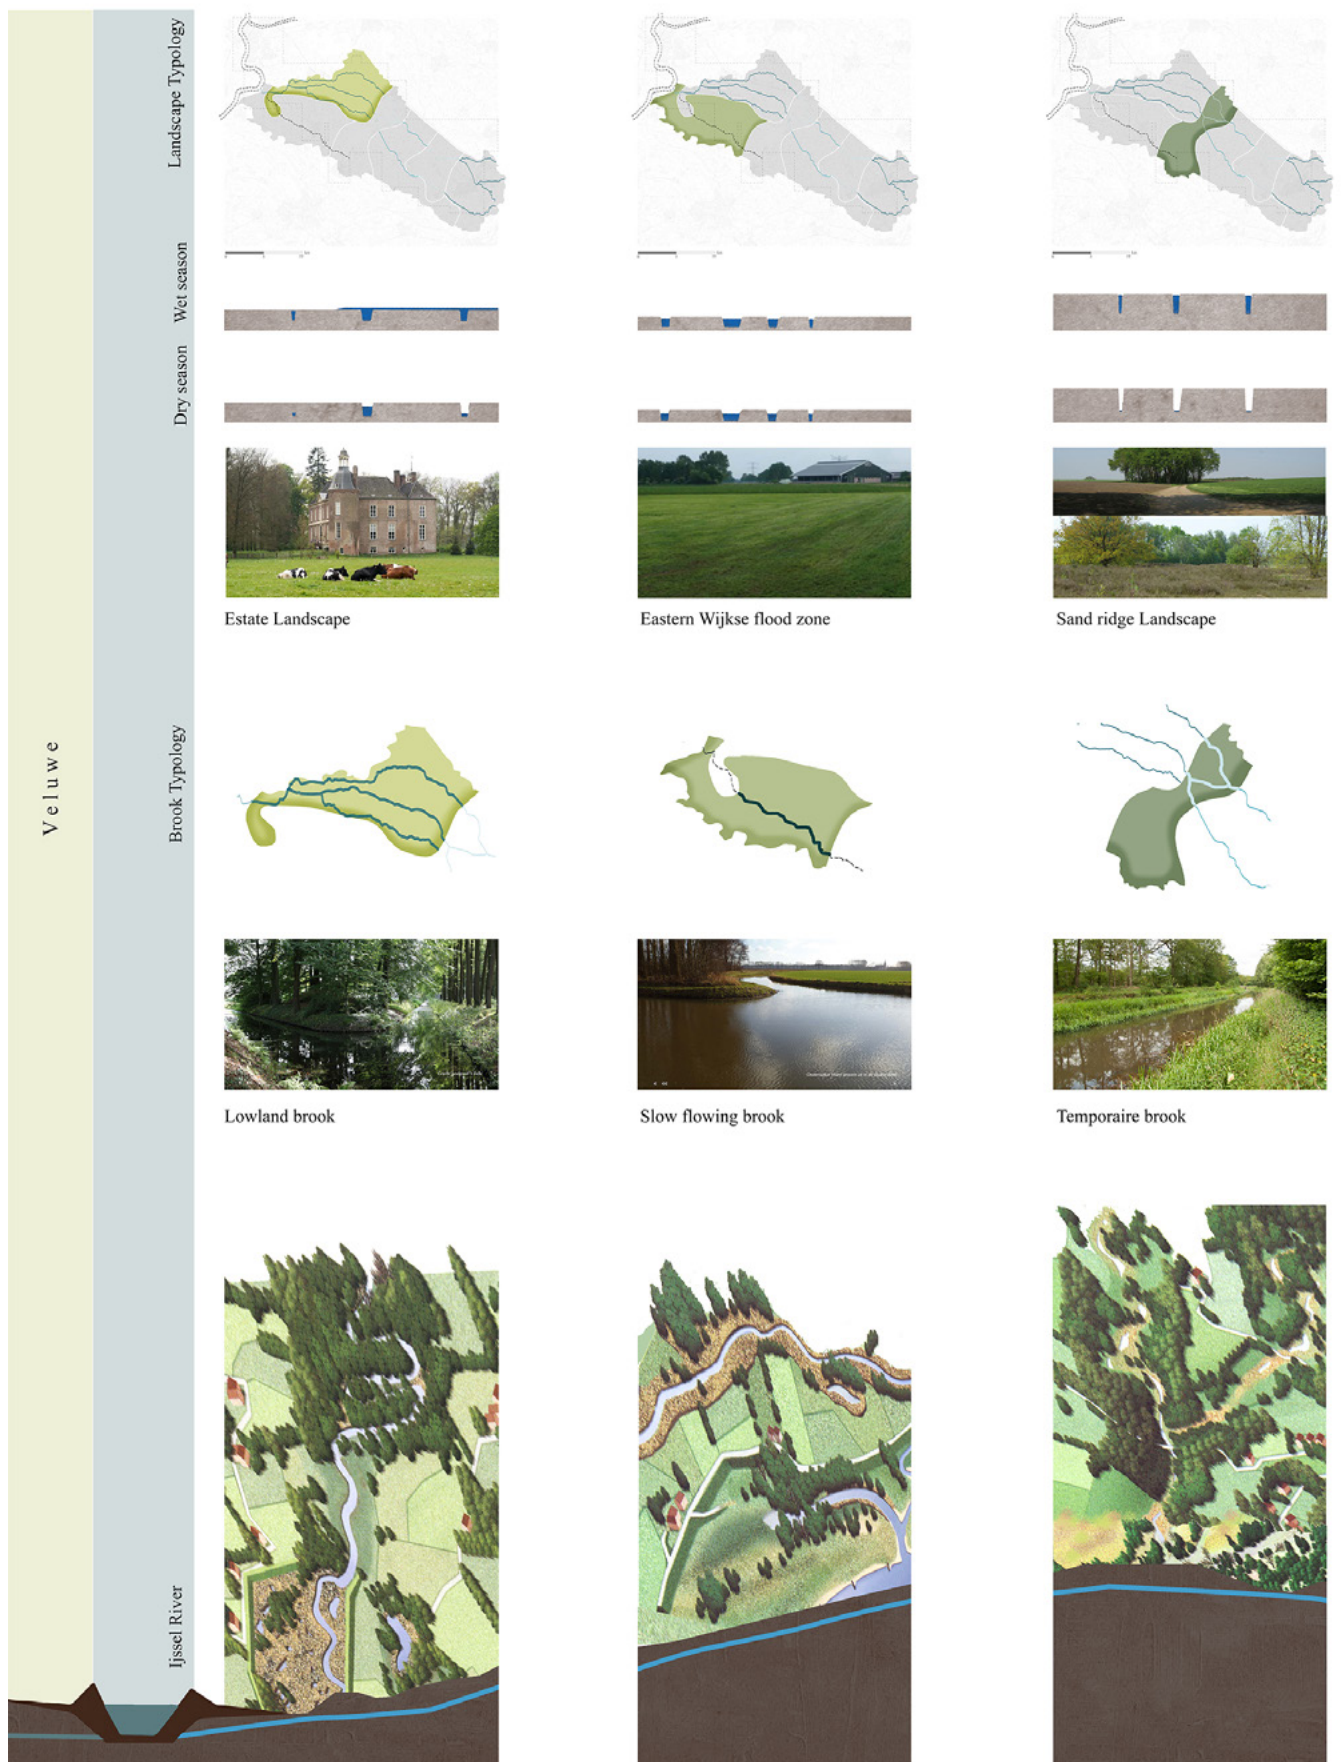 Landscape Typology
Wet season
Dry season
Estate Landscape
Eastern Wijkse flood zone
Sand ridge Landscape
Veluwe
Brook Typology
Lowland brook
Slow flowing brook
Temporaire brook
Ijssel River